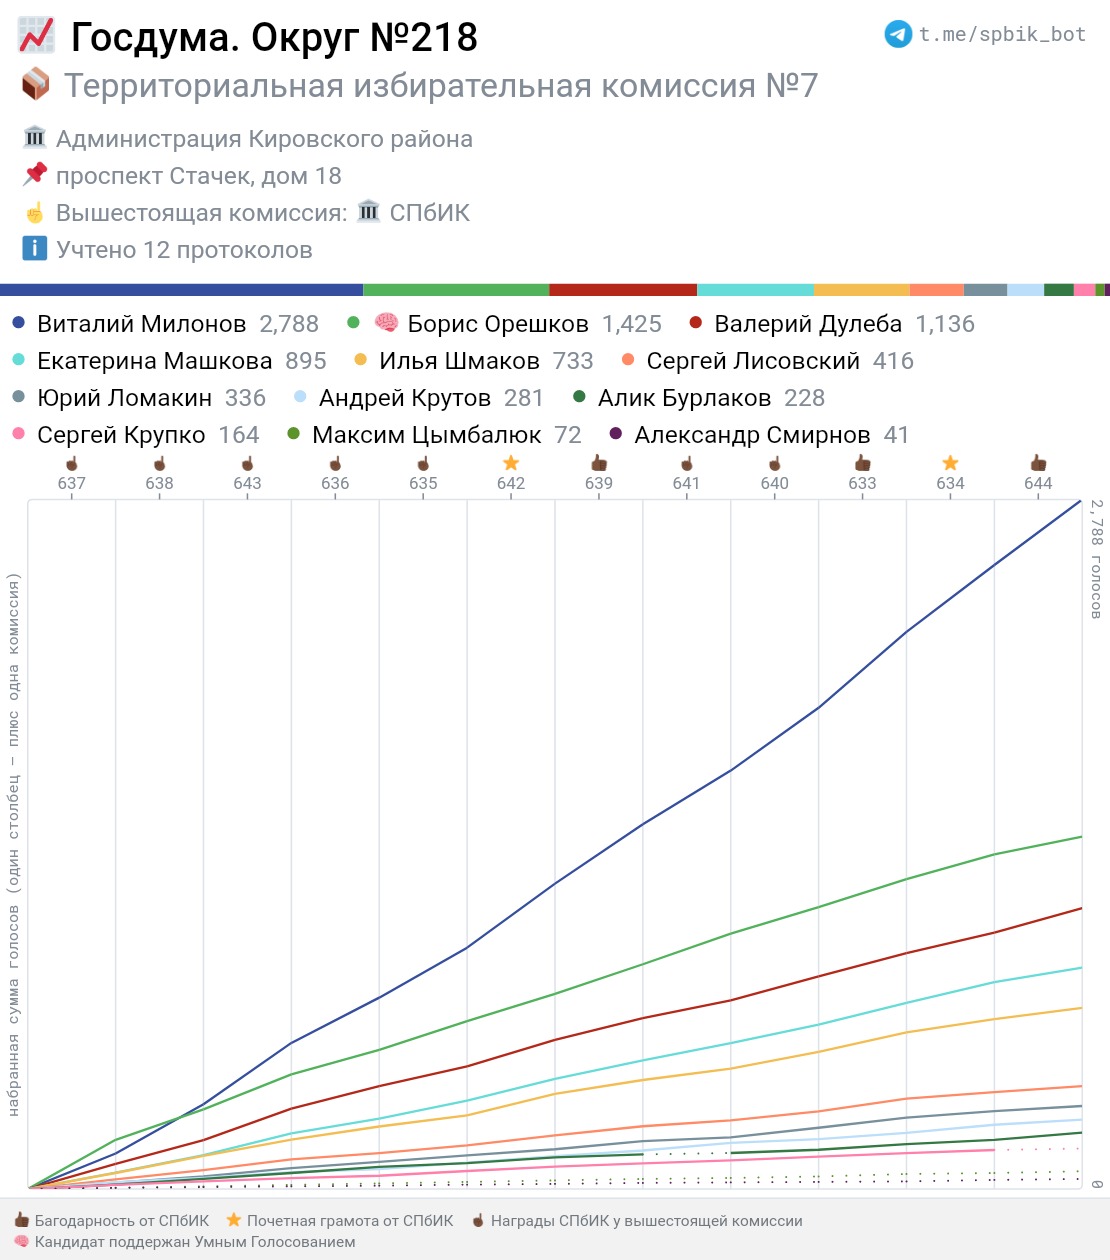 Госдума. Округ №218
t.me/spbik_bot
Территориальная избирательная комиссия №7
Администрация Кировского района
проспект Стачек, дом 18
Вышестоящая комиссия: СПбИК
Учтено 12 протоколов
Виталий Милонов 2,788 Борис Орешков 1,425 Валерий Дулеба 1,136
Екатерина Машкова 895 Илья Шмаков 733 Сергей Лисовский 416
Юрий Ломакин 336 Андрей Крутов 281 Алик Бурлаков 228
Сергей Крупко 164 Максим Цымбалюк 72 Александр Смирнов 41
637 638 643 636 635 642 639 641 640 633 634 644
набранная сумма голосов (один столбец — плюс одна комиссия)
2,788 голосов
0
Багодарность от СПбИК Почетная грамота от СПбИК Награды СПбИК у вышестоящей комиссии
Кандидат поддержан Умным Голосованием